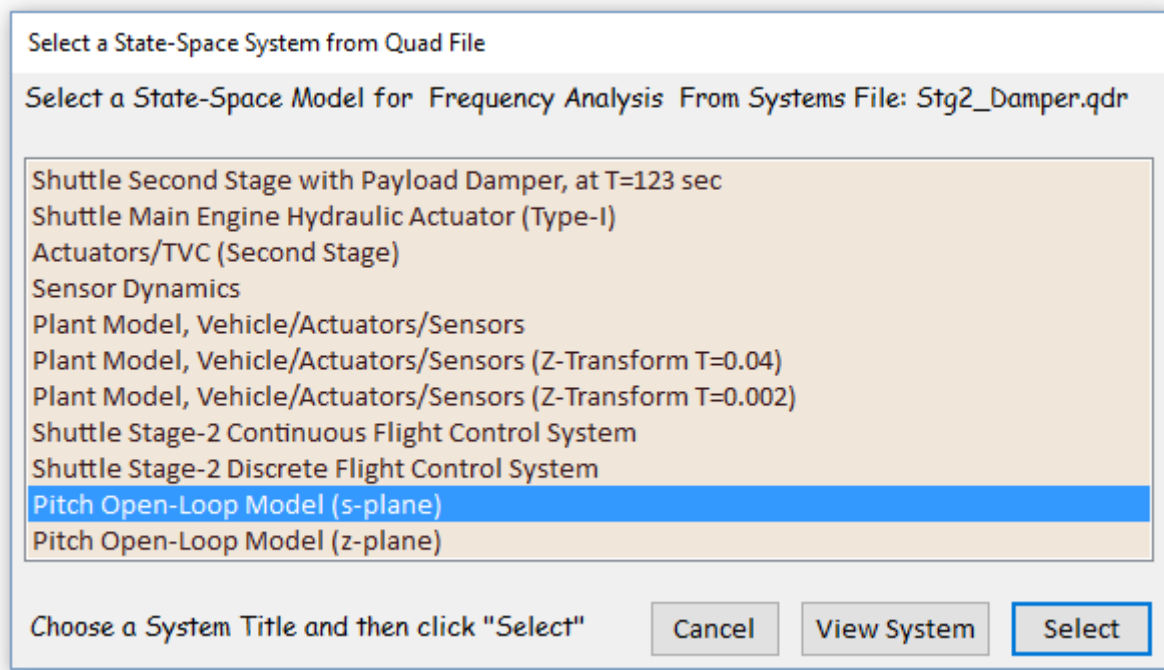 Select a State-Space System from Quad File
Select a State-Space Model for Frequency Analysis From Systems File: Stg2_Damper.qdr
Shuttle Second Stage with Payload Damper, at T=123 sec
Shuttle Main Engine Hydraulic Actuator (Type-I)
Actuators/TVC (Second Stage)
Sensor Dynamics
Plant Model, Vehicle/Actuators/Sensors
Plant Model, Vehicle/Actuators/Sensors (Z-Transform T=0.04)
Plant Model, Vehicle/Actuators/Sensors (Z-Transform T=0.002)
Shuttle Stage-2 Continuous Flight Control System
Shuttle Stage-2 Discrete Flight Control System
Pitch Open-Loop Model (s-plane)
Pitch Open-Loop Model (z-plane)
Choose a System Title and then click "Select" Cancel View System Select